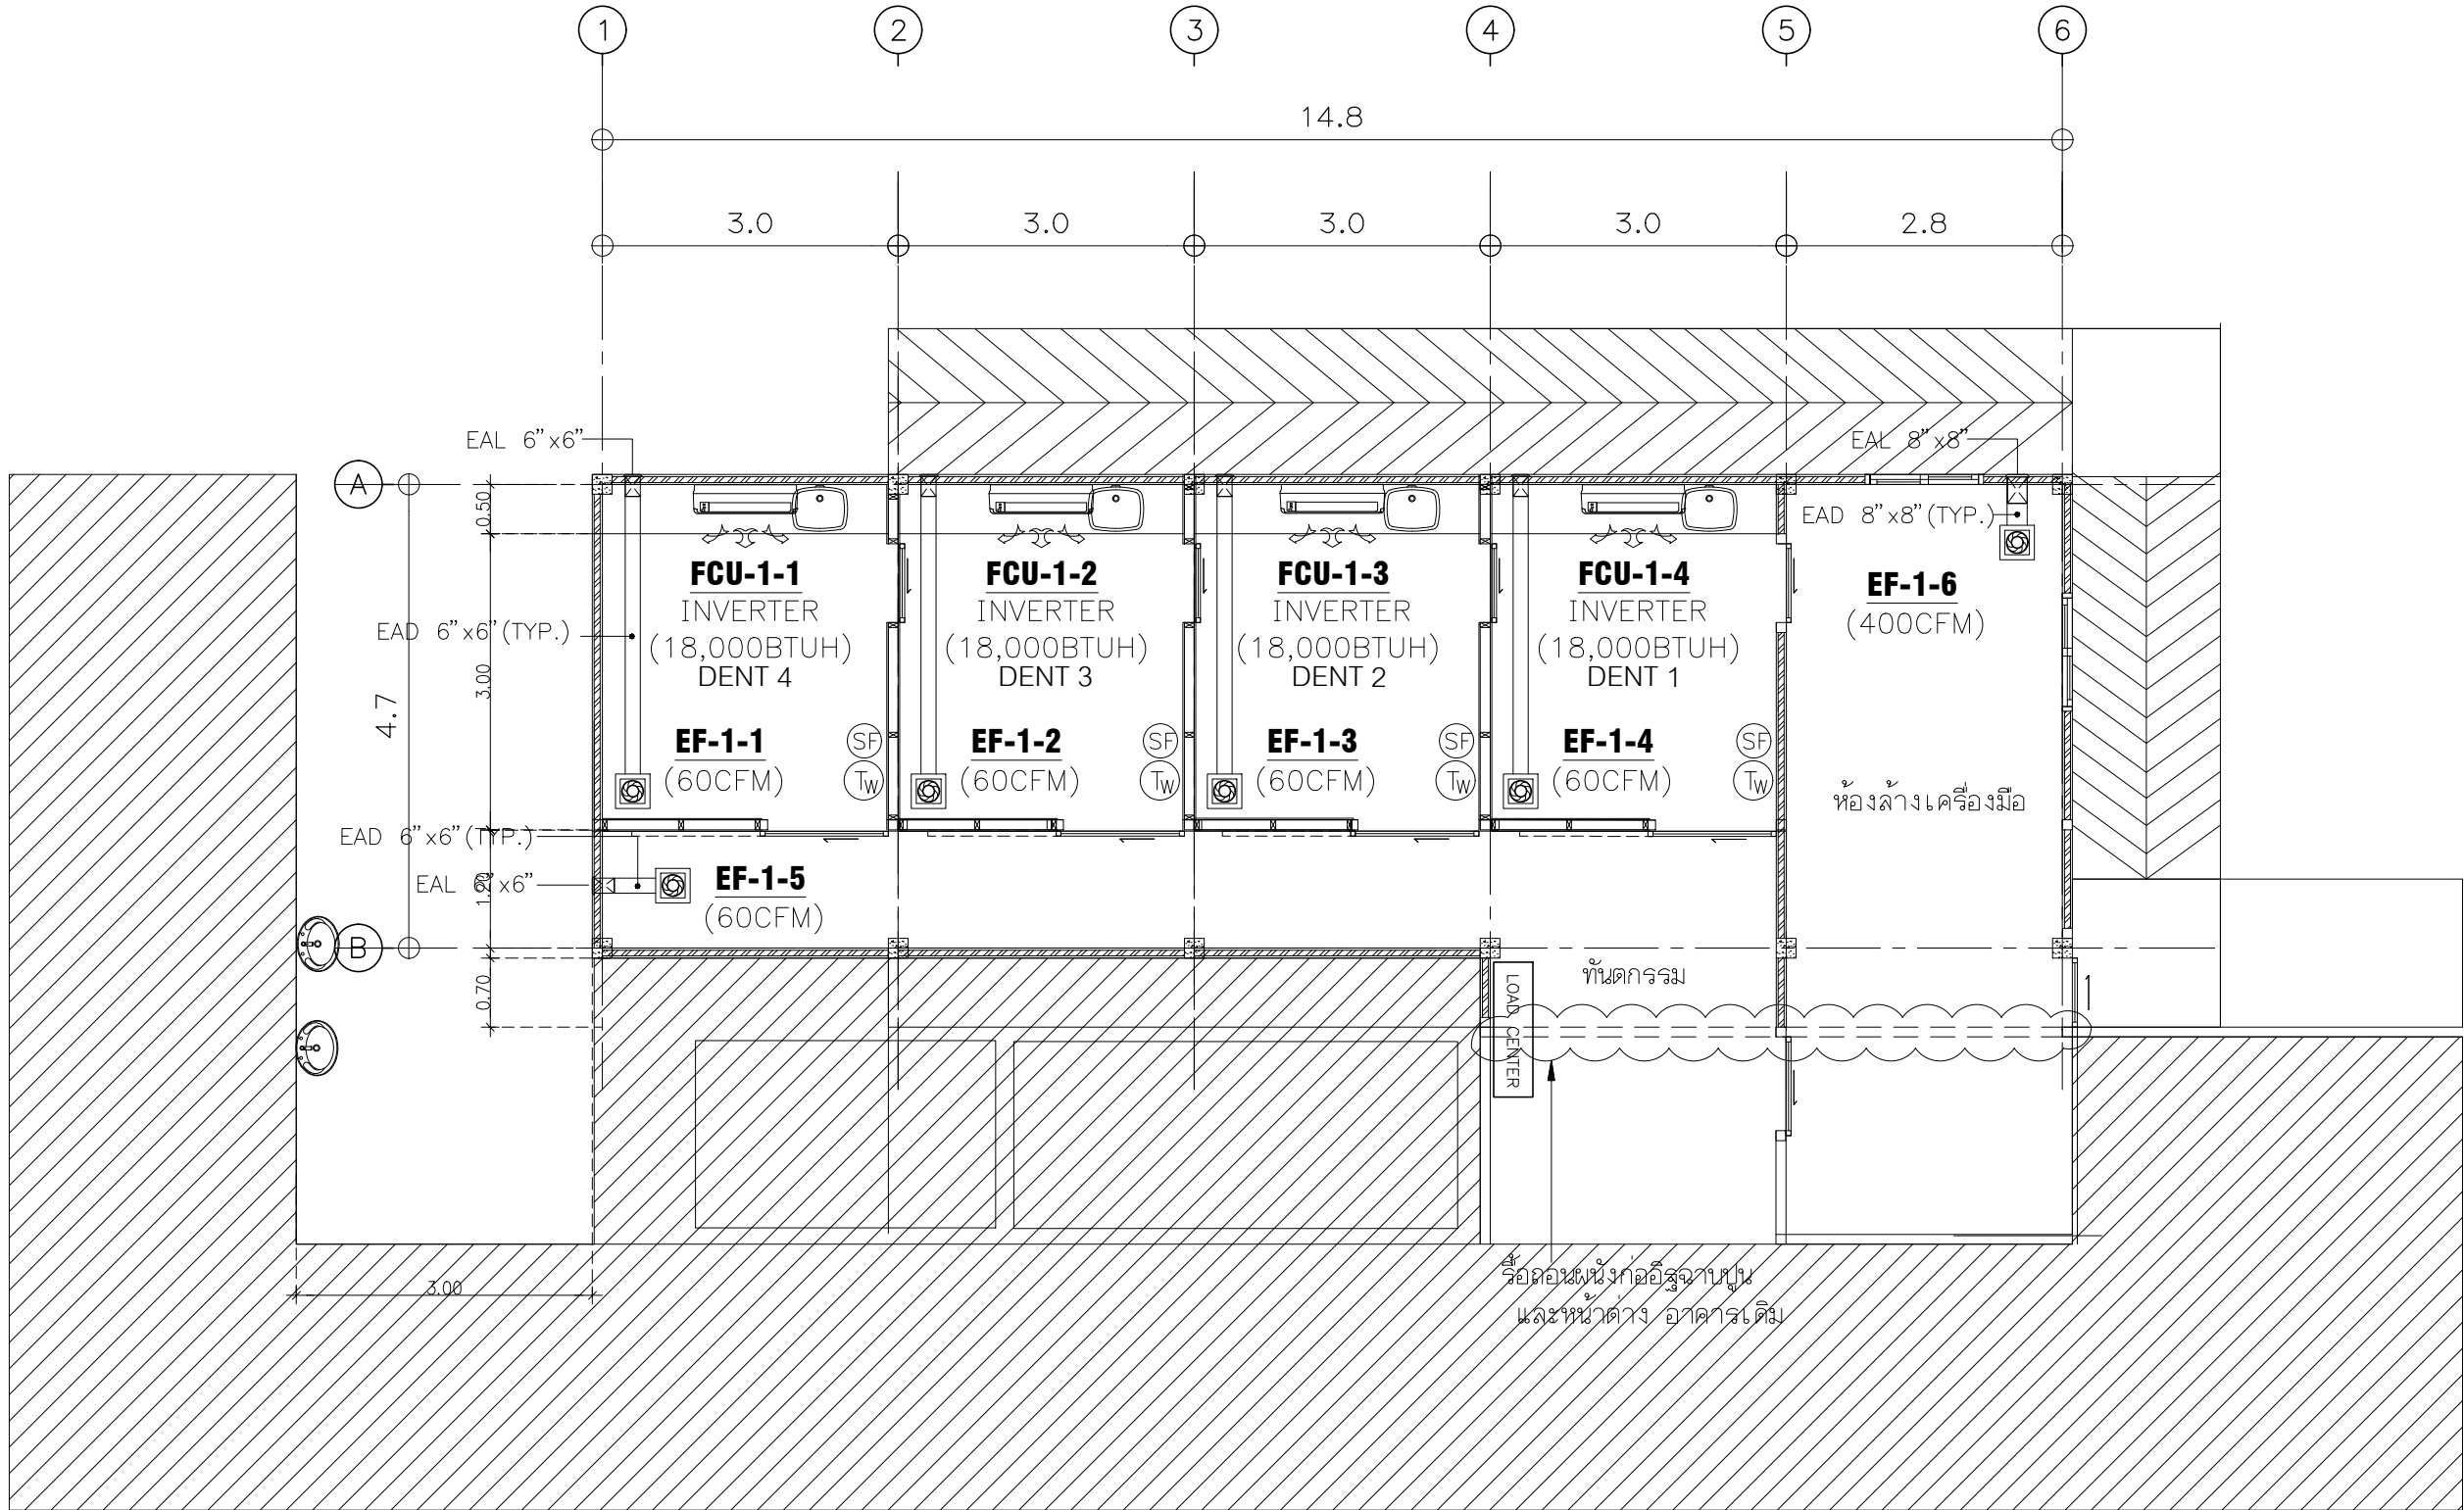 1 2 3 4 5 6
14.8
3.0 3.0 3.0 3.0 2.8
EAL 6”x6”
EAL 8”x8”
A
0.50
EAD 8”x8”(TYP.)
FCU-1-1
INVERTER
(18,000BTUH)
DENT 4
FCU-1-2
INVERTER
(18,000BTUH)
DENT 3
FCU-1-3
INVERTER
(18,000BTUH)
DENT 2
FCU-1-4
INVERTER
(18,000BTUH)
DENT 1
EF-1-6
(400CFM)
EAD 6”x6”(TYP.)
3.00
4.7
EF-1-1
(60CFM)
SF
TW
EF-1-2
(60CFM)
SF
TW
EF-1-3
(60CFM)
SF
TW
EF-1-4
(60CFM)
SF
TW
ห้องล้างเครื่องมือ
EAD 6”x6”(TYP.)
EAL 6”x6”
1.20
EF-1-5
(60CFM)
B
0.70
LOAD CENTER
ทันตกรรม
รื้อถอนผนังก่ออิฐฉาบปูน
และหน้าต่าง อาคารเดิม
3.00